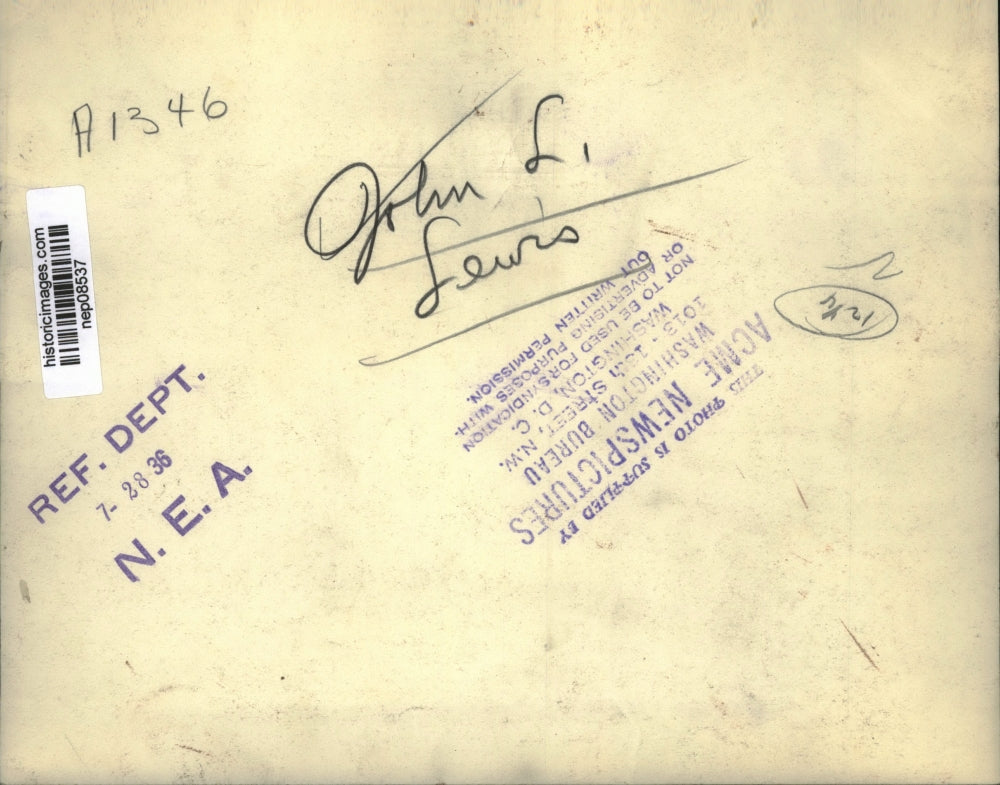 A1346
John L.
Lewis
historicimages.com
nep08537
REF. DEPT.
7- 28 36
N. E. A.
THIS PHOTO IS SUPPLIED BY
ACME NEWSPICTURES
WASHINGTON BUREAU
1013 - 13th STREET, N.W.
WASHINGTON, D. C.
NOT TO BE USED FOR SYNDICATION
OR ADVERTISING PURPOSES WITH-
OUT WRITTEN PERMISSION.